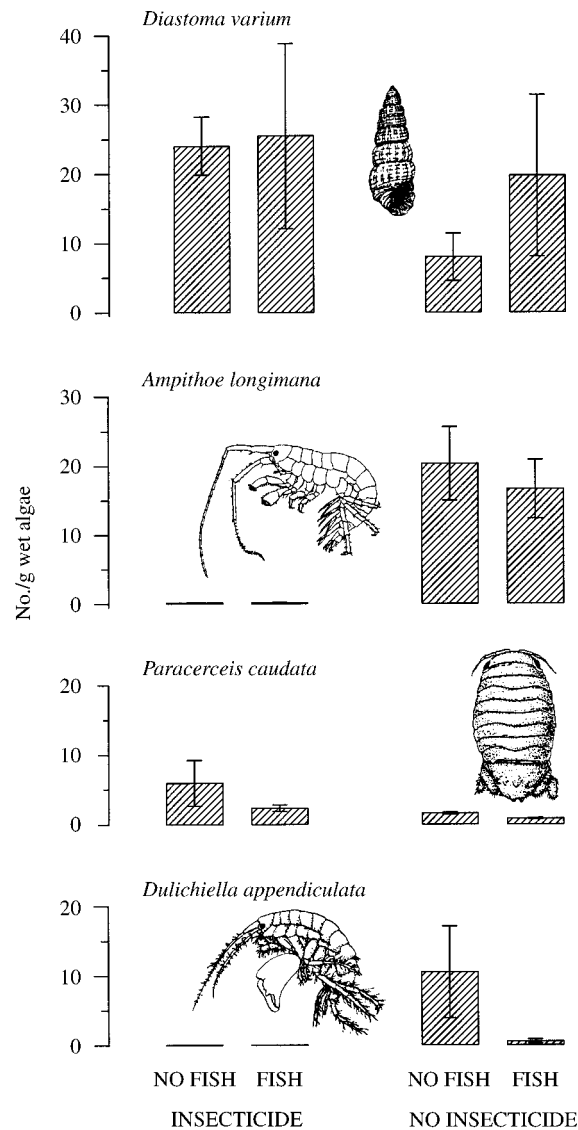 Diastoma varium
40
30
20
10
0
Ampithoe longimana
30
20
10
0
No./g wet algae
Paracerceis caudata
20
10
0
Dulichiella appendiculata
20
10
0
NO FISH FISH NO FISH FISH
INSECTICIDE NO INSECTICIDE